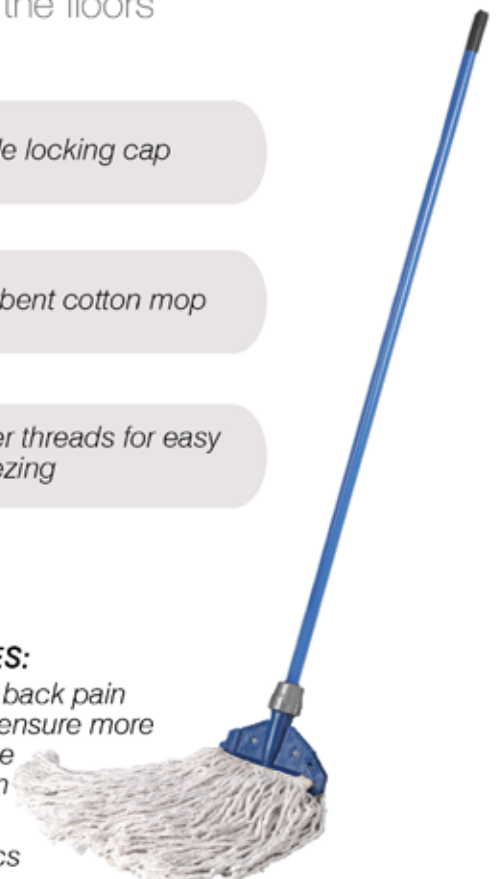 the floors
le locking cap
bent cotton mop
er threads for easy
ezing
ES:
back pain
ensure more
e
n
cs